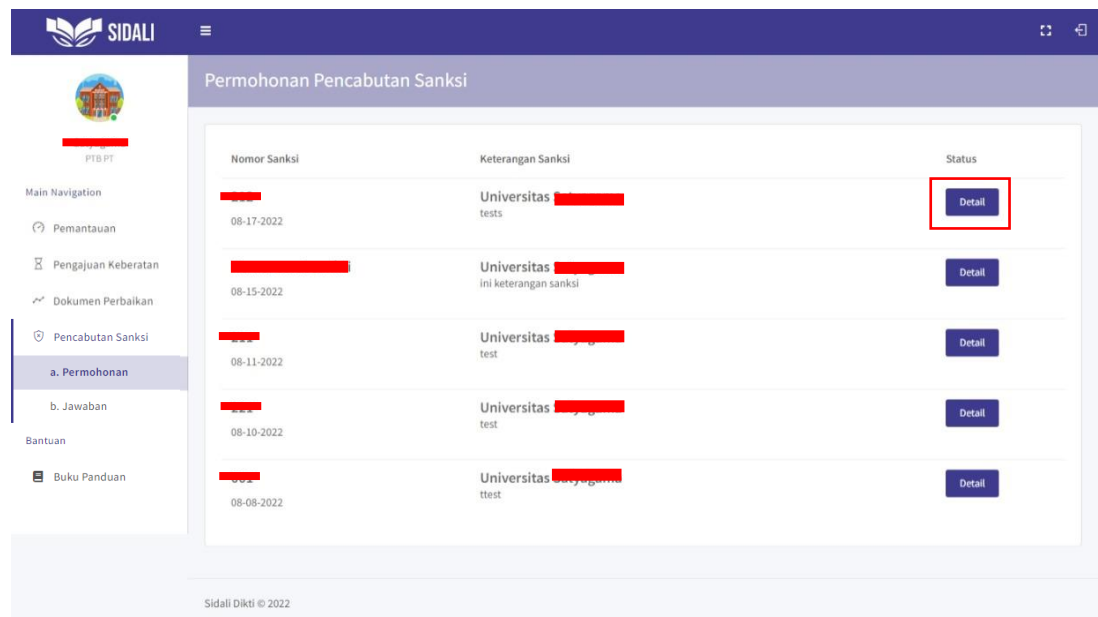 SIDALI
Permohonan Pencabutan Sanksi
PTB PT
Main Navigation
Pemantauan
Pengajuan Keberatan
Dokumen Perbaikan
Pencabutan Sanksi
a. Permohonan
b. Jawaban
Bantuan
Buku Panduan
Nomor Sanksi Keterangan Sanksi Status
Universitas
tests
08-17-2022
Detail
Universitas
ini keterangan sanksi
08-15-2022
Detail
Universitas
test
08-11-2022
Detail
Universitas
test
08-10-2022
Detail
Universitas
ttest
08-08-2022
Detail
Sidali Dikti © 2022